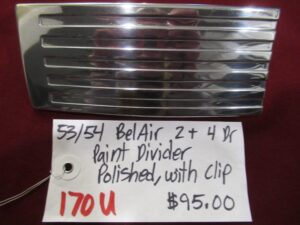 53/54 BelAir 2 + 4 Dr
Paint Divider
Polished, with clip
170U $95.00